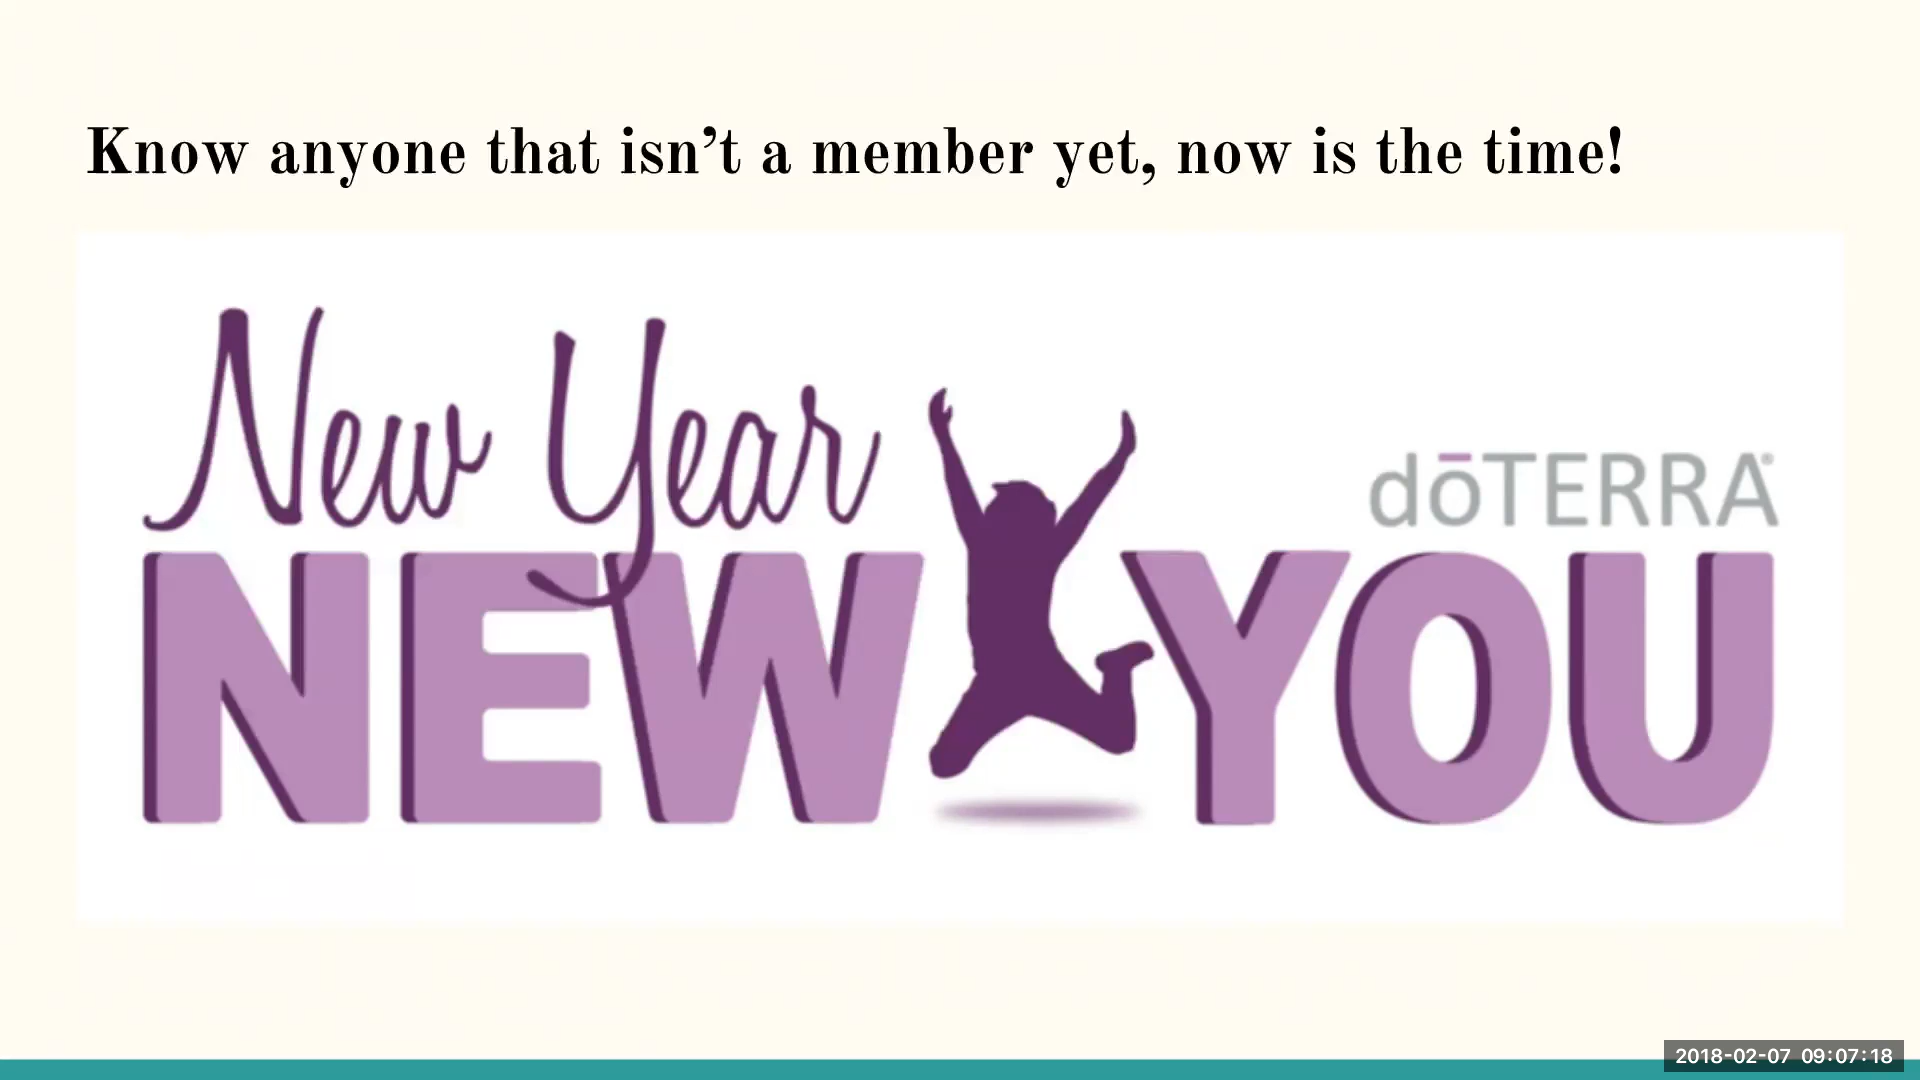 Know anyone that isn’t a member yet, now is the time!
New Year
dōTERRA®
NEW YOU
2018-02-07 09:07:18